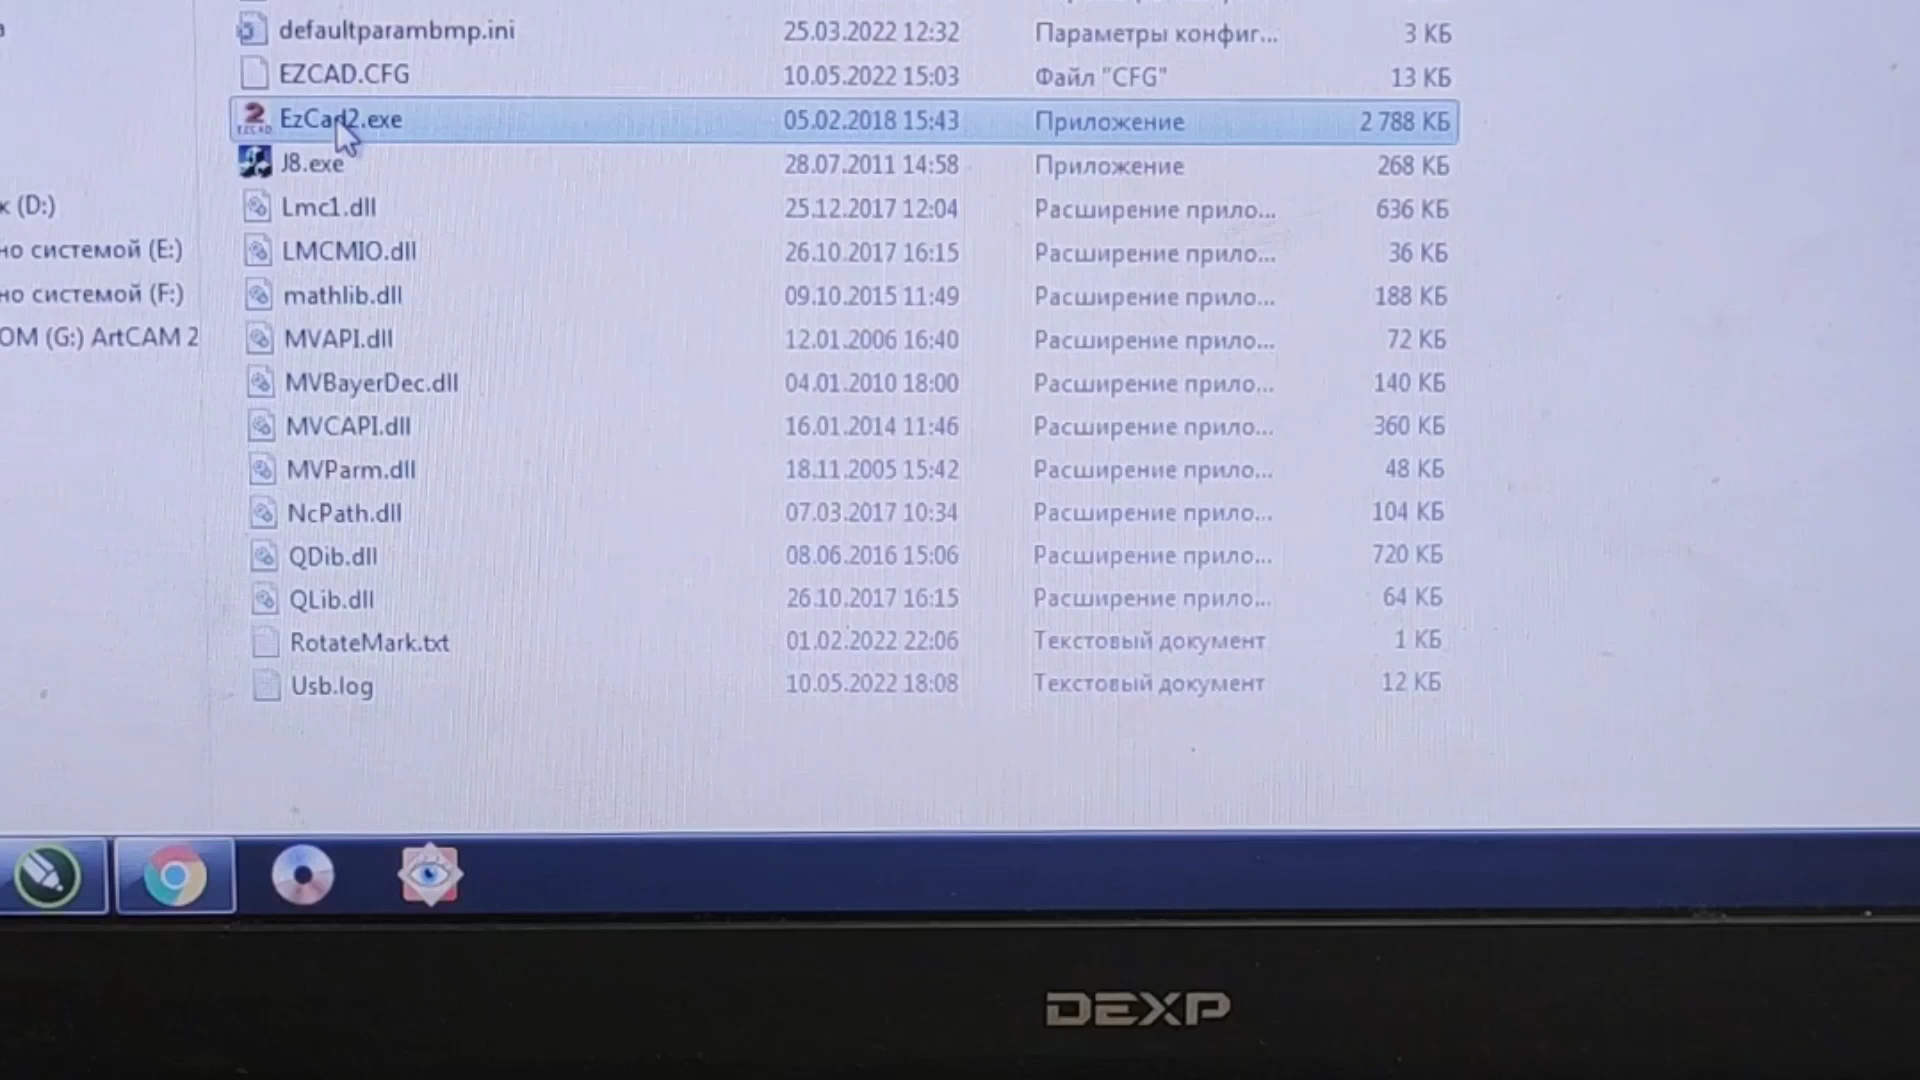 defaultparambmp.ini 25.03.2022 12:32 Параметры конфиг... 3 КБ
EZCAD.CFG 10.05.2022 15:03 Файл "CFG" 13 КБ
2 EZCAD EzCad2.exe 05.02.2018 15:43 Приложение 2 788 КБ
J8.exe 28.07.2011 14:58 Приложение 268 КБ
к (D:) Lmc1.dll 25.12.2017 12:04 Расширение прило... 636 КБ
но системой (E:) LMCMIO.dll 26.10.2017 16:15 Расширение прило... 36 КБ
но системой (F:) mathlib.dll 09.10.2015 11:49 Расширение прило... 188 КБ
OM (G:) ArtCAM 2 MVAPI.dll 12.01.2006 16:40 Расширение прило... 72 КБ
MVBayerDec.dll 04.01.2010 18:00 Расширение прило... 140 КБ
MVCAPI.dll 16.01.2014 11:46 Расширение прило... 360 КБ
MVParm.dll 18.11.2005 15:42 Расширение прило... 48 КБ
NcPath.dll 07.03.2017 10:34 Расширение прило... 104 КБ
QDib.dll 08.06.2016 15:06 Расширение прило... 720 КБ
QLib.dll 26.10.2017 16:15 Расширение прило... 64 КБ
RotateMark.txt 01.02.2022 22:06 Текстовый документ 1 КБ
Usb.log 10.05.2022 18:08 Текстовый документ 12 КБ
DEXP